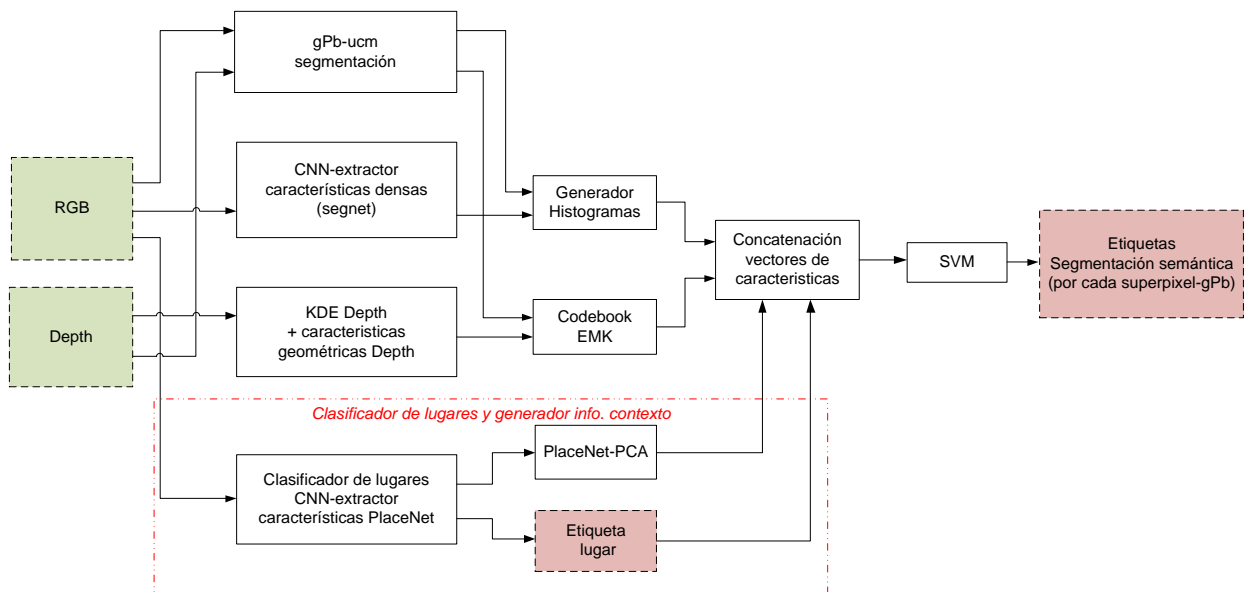 gPb-ucm
segmentación
RGB
CNN-extractor
características densas
(segnet)
Generador
Histogramas
Concatenación
vectores de
caracteristicas
SVM
Etiquetas
Segmentación semántica
(por cada superpixel-gPb)
Depth
KDE Depth
+ caracteristicas
geométricas Depth
Codebook
EMK
Clasificador de lugares y generador info. contexto
Clasificador de lugares
CNN-extractor
características PlaceNet
PlaceNet-PCA
Etiqueta
lugar